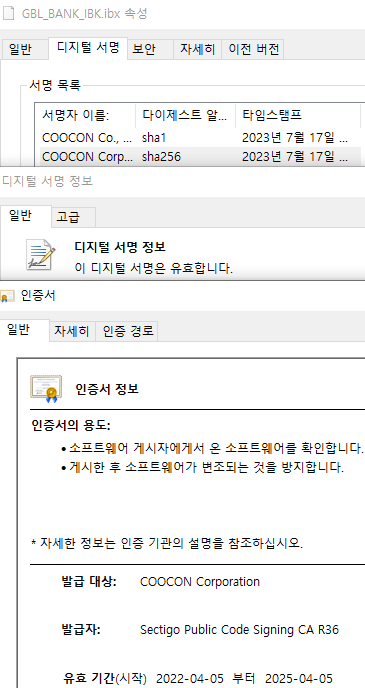 GBL_BANK_IBK.ibx 속성
일반 디지털 서명 보안 자세히 이전 버전
서명 목록
서명자 이름: 다이제스트 알... 타임스탬프
COOCON Co., ... sha1 2023년 7월 17일 ...
COOCON Corp... sha256 2023년 7월 17일 ...
디지털 서명 정보
일반 고급
디지털 서명 정보
이 디지털 서명은 유효합니다.
인증서
일반 자세히 인증 경로
인증서 정보
인증서의 용도:
• 소프트웨어 게시자에게서 온 소프트웨어를 확인합니다.
• 게시한 후 소프트웨어가 변조되는 것을 방지합니다.
* 자세한 정보는 인증 기관의 설명을 참조하십시오.
발급 대상: COOCON Corporation
발급자: Sectigo Public Code Signing CA R36
유효 기간(시작) 2022-04-05 부터 2025-04-05